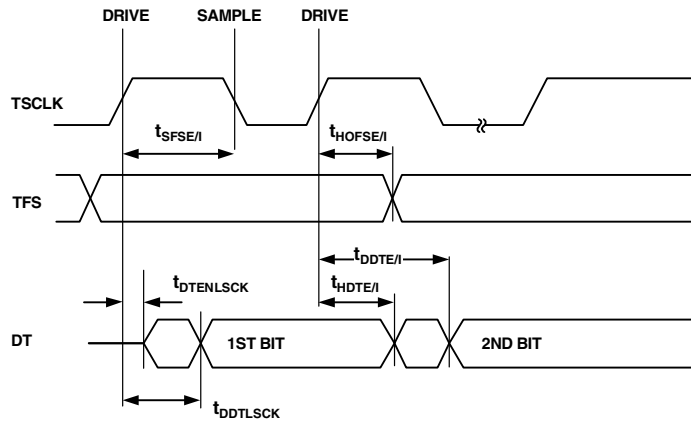 DRIVE SAMPLE DRIVE
TSCLK
tSFSE/I
tHOFSE/I
TFS
tDDTE/I
tDTENLSCK
tHDTE/I
DT
1ST BIT
2ND BIT
tDDTLSCK